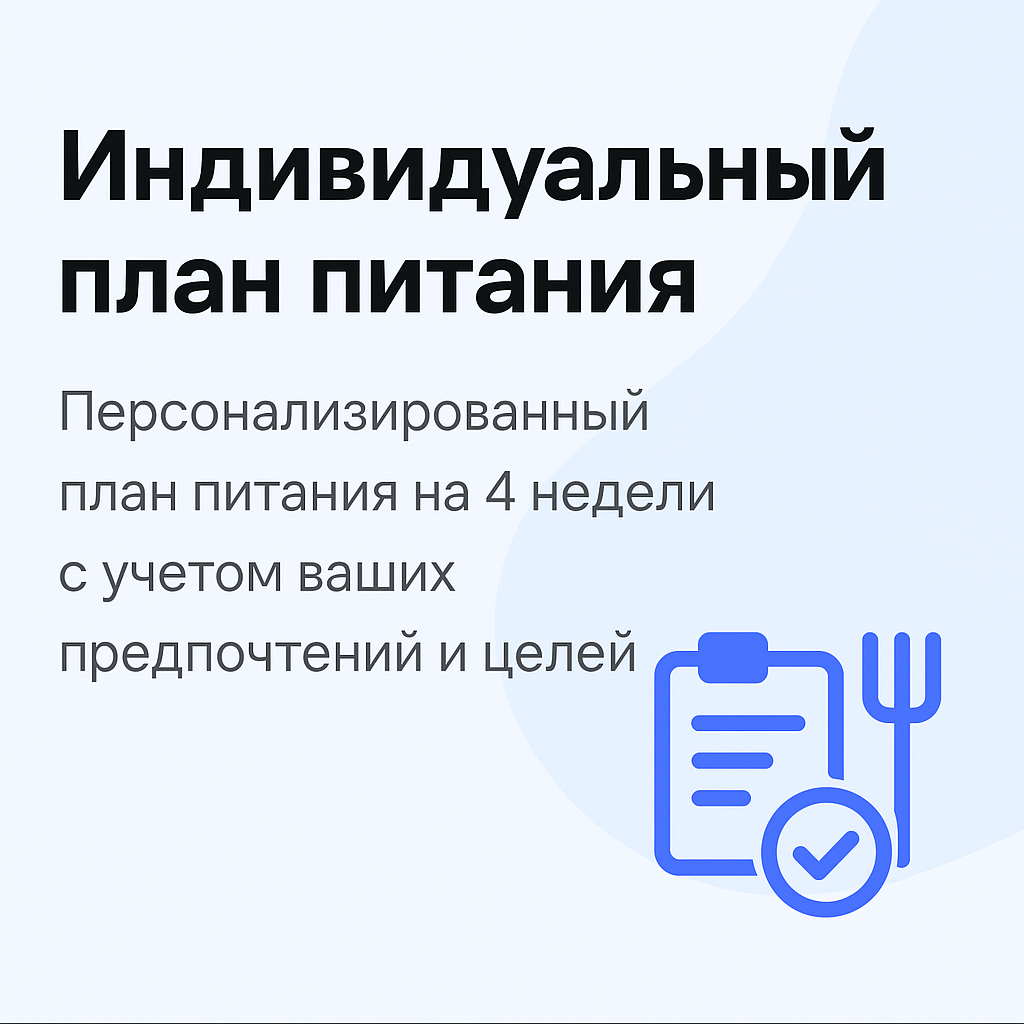 Индивидуальный
план питания
Персонализированный
план питания на 4 недели
с учетом ваших
предпочтений и целей